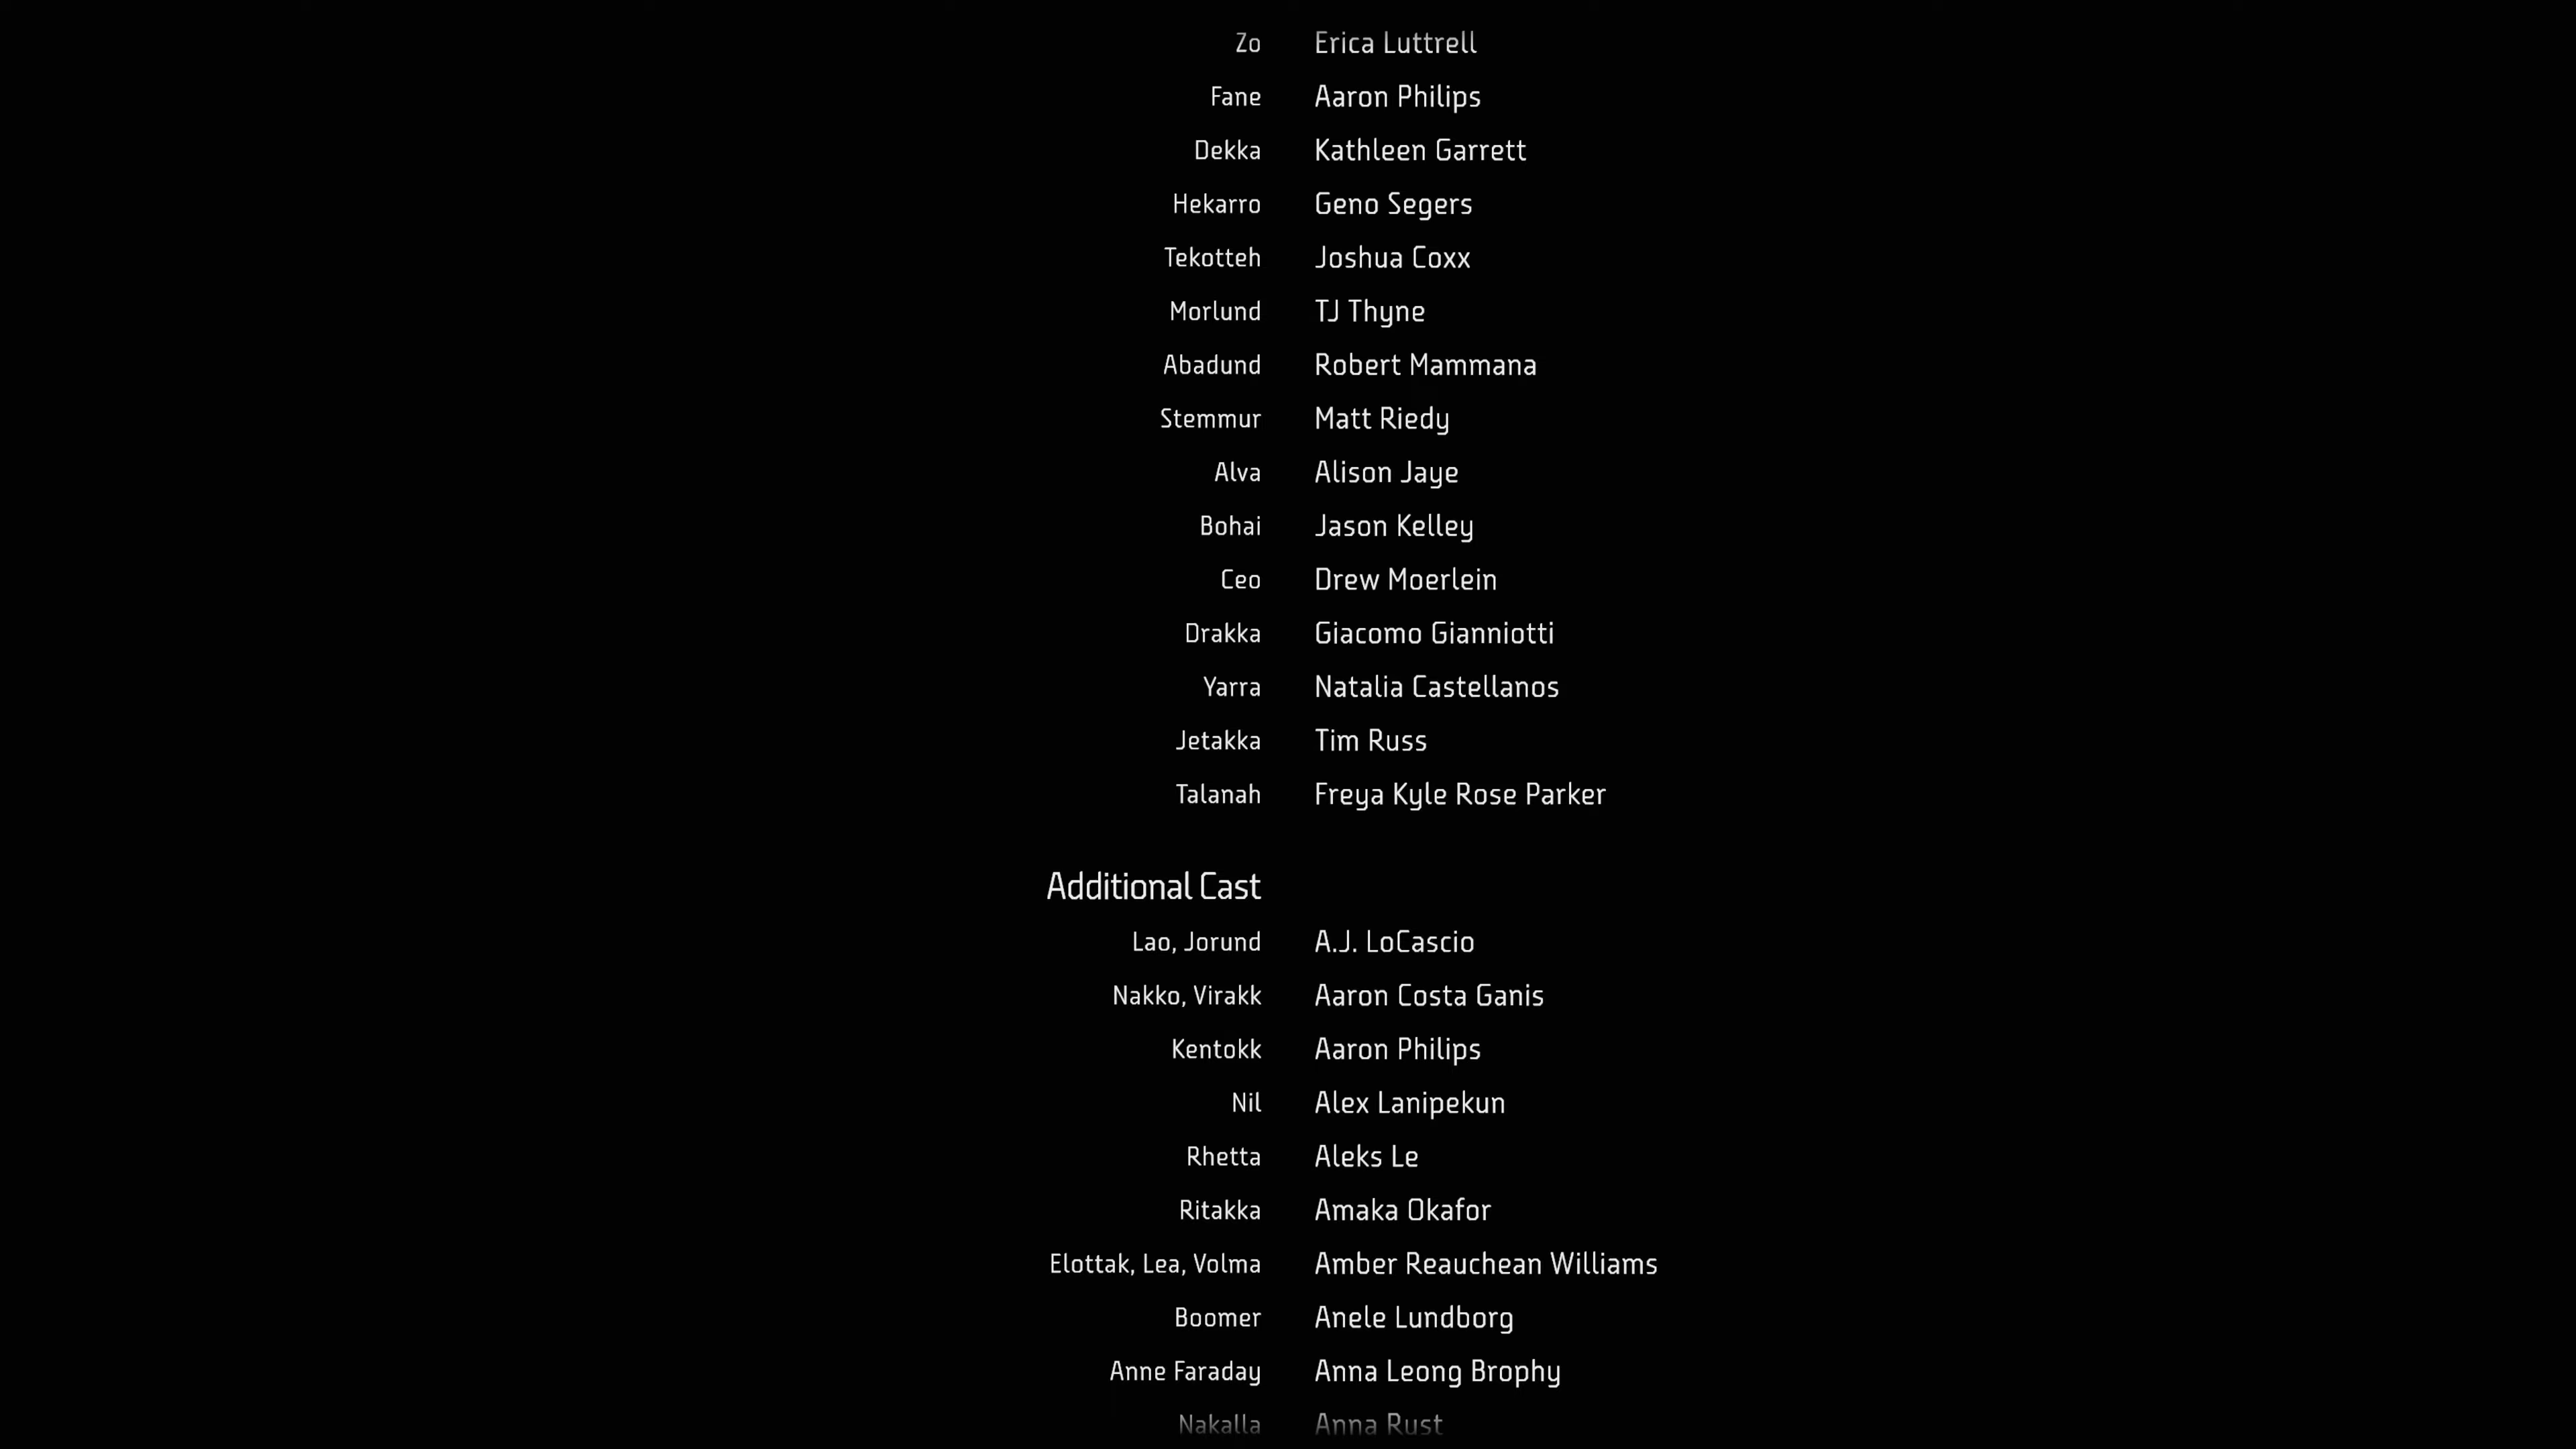 Zo Erica Luttrell
Fane Aaron Philips
Dekka Kathleen Garrett
Hekarro Geno Segers
Tekotteh Joshua Coxx
Morlund TJ Thyne
Abadund Robert Mammana
Stemmur Matt Riedy
Alva Alison Jaye
Bohai Jason Kelley
Ceo Drew Moerlein
Drakka Giacomo Gianniotti
Yarra Natalia Castellanos
Jetakka Tim Russ
Talanah Freya Kyle Rose Parker
Additional Cast
Lao, Jorund A.J. LoCascio
Nakko, Virakk Aaron Costa Ganis
Kentokk Aaron Philips
Nil Alex Lanipekun
Rhetta Aleks Le
Ritakka Amaka Okafor
Elottak, Lea, Volma Amber Reauchean Williams
Boomer Anele Lundborg
Anne Faraday Anna Leong Brophy
Nakalla Anna Rust